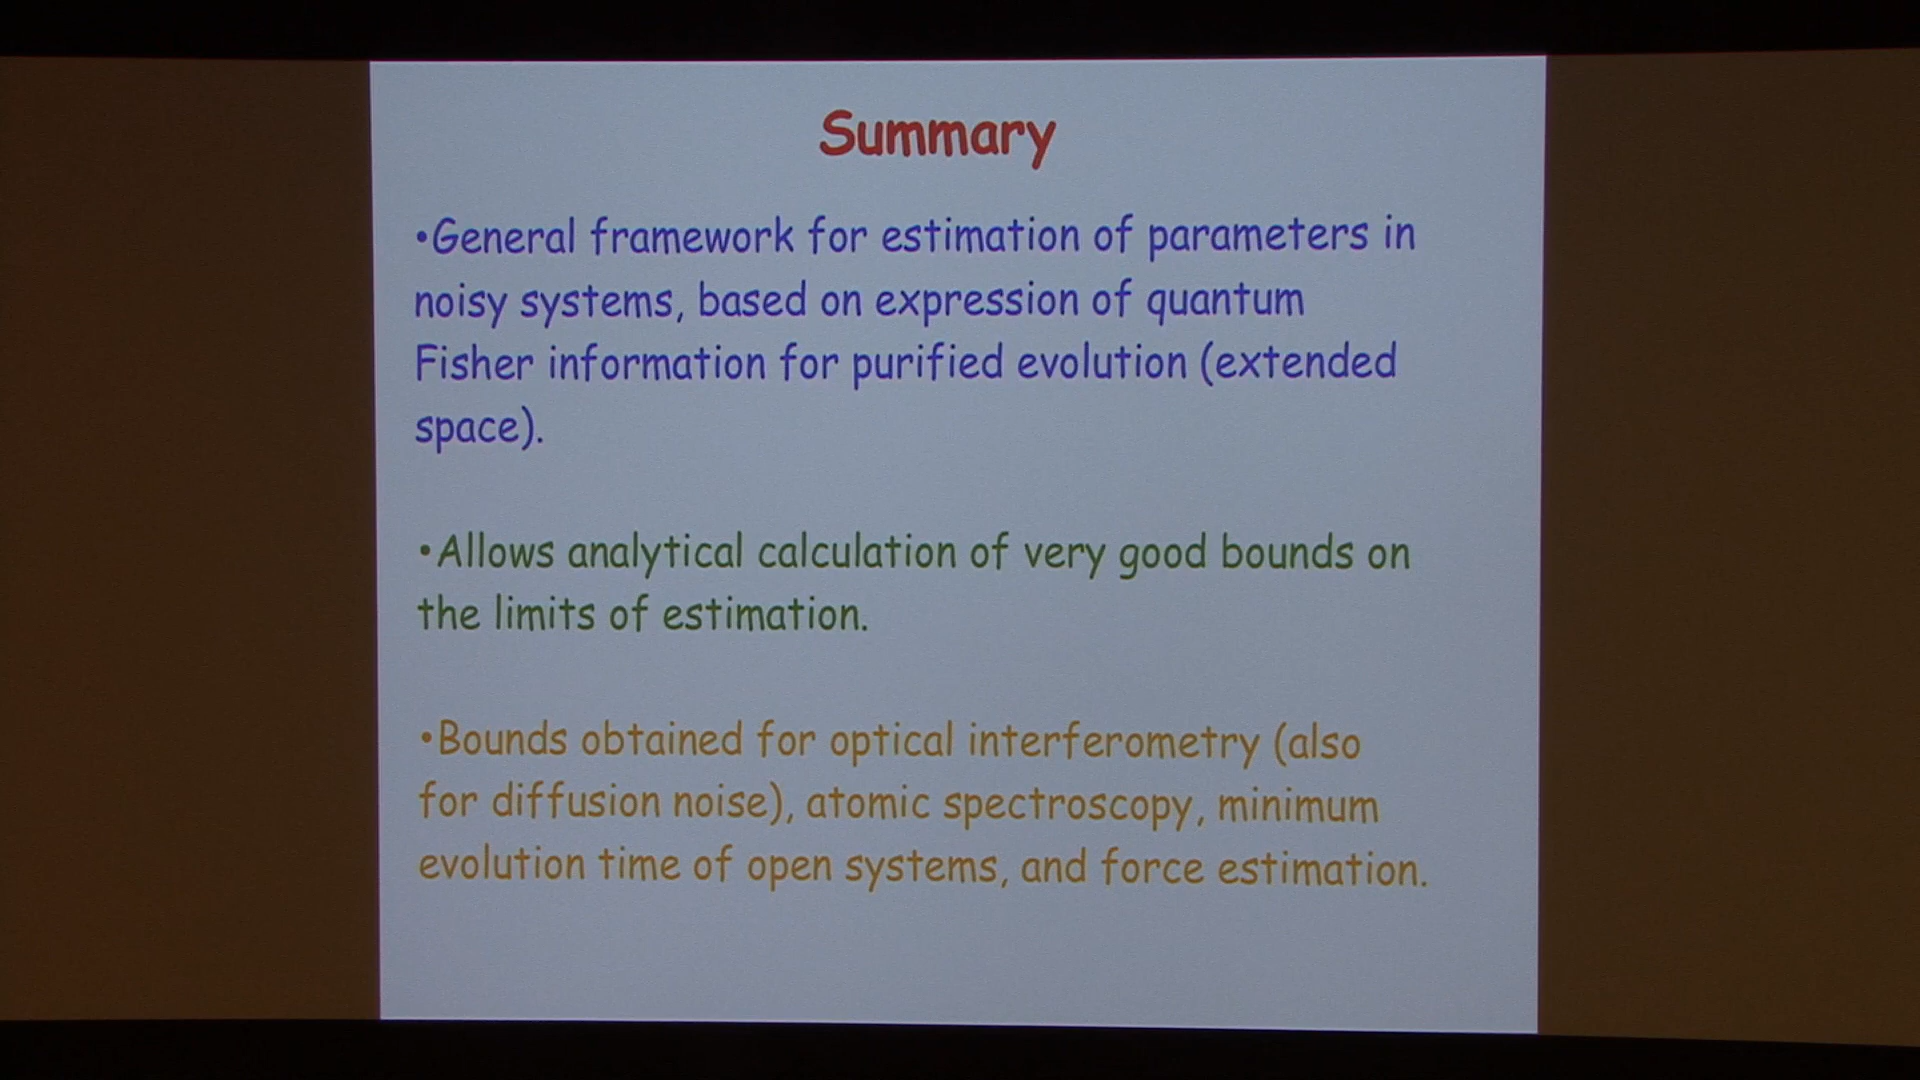 Summary
•General framework for estimation of parameters in
noisy systems, based on expression of quantum
Fisher information for purified evolution (extended
space).
•Allows analytical calculation of very good bounds on
the limits of estimation.
•Bounds obtained for optical interferometry (also
for diffusion noise), atomic spectroscopy, minimum
evolution time of open systems, and force estimation.